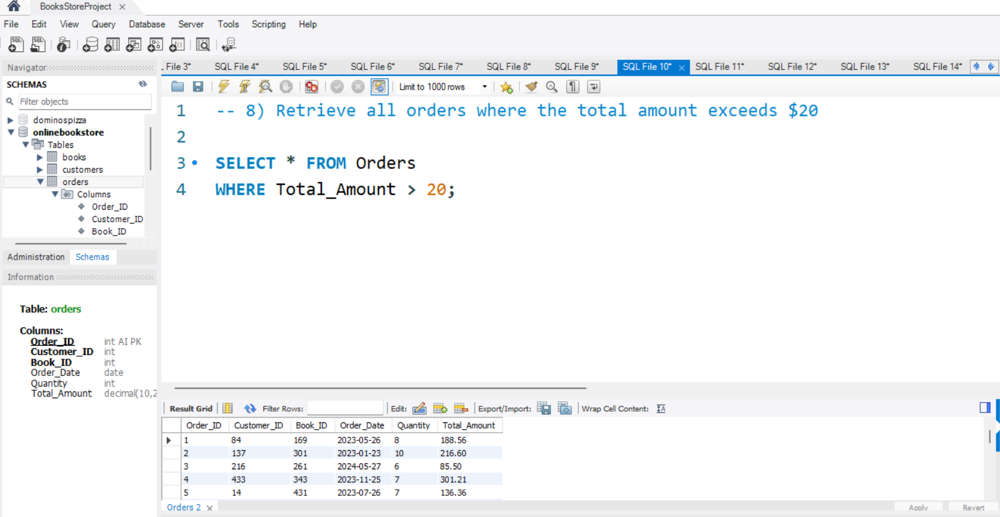 BooksStoreProject
File Edit View Query Database Server Tools Scripting Help
Navigator
SCHEMAS
Filter objects
dominospizza
onlinebookstore
Tables
books
customers
orders
Columns
Order_ID
Customer_ID
Book_ID
Administration Schemas
Information
Table: orders
Columns:
Order_ID int AI PK
Customer_ID int
Book_ID int
Order_Date date
Quantity int
Total_Amount decimal(10,2
File 3* SQL File 4* SQL File 5* SQL File 6* SQL File 7* SQL File 8* SQL File 9* SQL File 10* SQL File 11* SQL File 12* SQL File 13* SQL File 14*
Limit to 1000 rows
1 -- 8) Retrieve all orders where the total amount exceeds $20
2
3 SELECT * FROM Orders
4 WHERE Total_Amount > 20;
Result Grid Filter Rows: Edit: Export/Import: Wrap Cell Content:
Order_ID Customer_ID Book_ID Order_Date Quantity Total_Amount
1 84 169 2023-05-26 8 188.56
2 137 301 2023-01-23 10 216.60
3 216 261 2024-05-27 6 85.50
4 433 343 2023-11-25 7 301.21
5 14 431 2023-07-26 7 136.36
Orders 2
Apply Revert